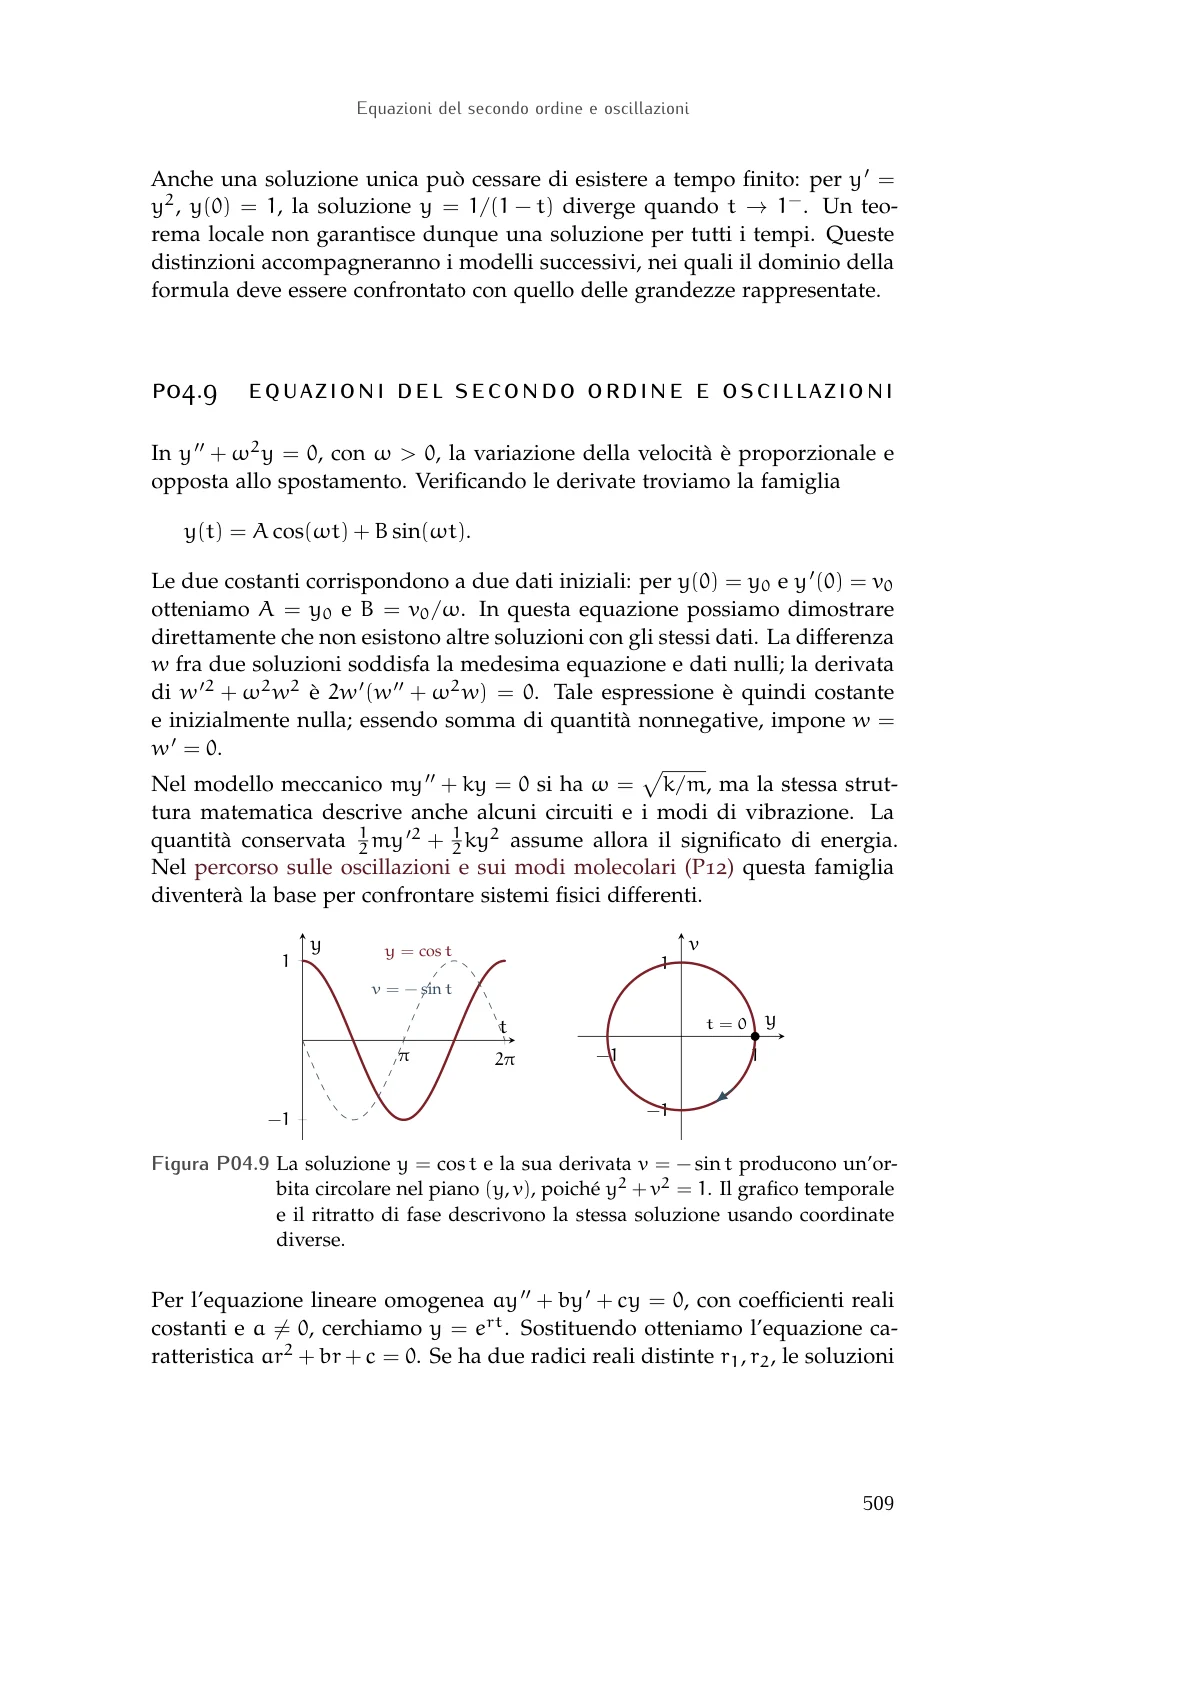 Equazioni del secondo ordine e oscillazioni
Anche una soluzione unica può cessare di esistere a tempo finito: per y′ =
y², y(0) = 1, la soluzione y = 1/(1 − t) diverge quando t → 1⁻. Un teo-
rema locale non garantisce dunque una soluzione per tutti i tempi. Queste
distinzioni accompagneranno i modelli successivi, nei quali il dominio della
formula deve essere confrontato con quello delle grandezze rappresentate.
P04.9 EQUAZIONI DEL SECONDO ORDINE E OSCILLAZIONI
In y″ + ω²y = 0, con ω > 0, la variazione della velocità è proporzionale e
opposta allo spostamento. Verificando le derivate troviamo la famiglia
y(t) = A cos(ωt) + B sin(ωt).
Le due costanti corrispondono a due dati iniziali: per y(0) = y₀ e y′(0) = v₀
otteniamo A = y₀ e B = v₀/ω. In questa equazione possiamo dimostrare
direttamente che non esistono altre soluzioni con gli stessi dati. La differenza
w fra due soluzioni soddisfa la medesima equazione e dati nulli; la derivata
di w′² + ω²w² è 2w′(w″ + ω²w) = 0. Tale espressione è quindi costante
e inizialmente nulla; essendo somma di quantità nonnegative, impone w =
w′ = 0.
Nel modello meccanico my″ + ky = 0 si ha ω = √(k/m), ma la stessa strut-
tura matematica descrive anche alcuni circuiti e i modi di vibrazione. La
quantità conservata ½my′² + ½ky² assume allora il significato di energia.
Nel percorso sulle oscillazioni e sui modi molecolari (P12) questa famiglia
diventerà la base per confrontare sistemi fisici differenti.
y
1
y = cos t
v = − sin t
t
π
2π
−1
v
1
t = 0
y
−1
1
−1
Figura P04.9 La soluzione y = cos t e la sua derivata v = − sin t producono un'or-
bita circolare nel piano (y, v), poiché y² + v² = 1. Il grafico temporale
e il ritratto di fase descrivono la stessa soluzione usando coordinate
diverse.
Per l'equazione lineare omogenea ay″ + by′ + cy = 0, con coefficienti reali
costanti e a ≠ 0, cerchiamo y = eʳᵗ. Sostituendo otteniamo l'equazione ca-
ratteristica ar² + br + c = 0. Se ha due radici reali distinte r₁, r₂, le soluzioni
509